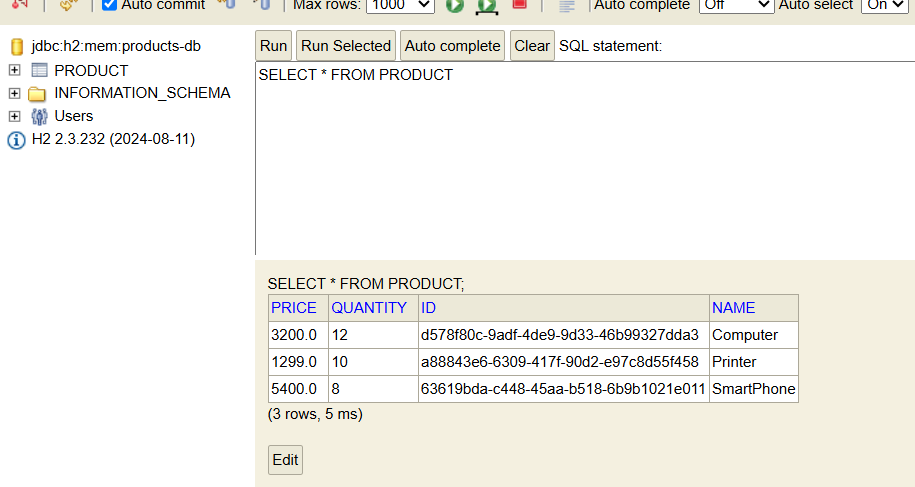 Auto commit Max rows: 1000 Auto complete Off Auto select On
jdbc:h2:mem:products-db
PRODUCT
INFORMATION_SCHEMA
Users
H2 2.3.232 (2024-08-11)
Run Run Selected Auto complete Clear SQL statement:
SELECT * FROM PRODUCT
SELECT * FROM PRODUCT;
PRICE QUANTITY ID NAME
3200.0 12 d578f80c-9adf-4de9-9d33-46b99327dda3 Computer
1299.0 10 a88843e6-6309-417f-90d2-e97c8d55f458 Printer
5400.0 8 63619bda-c448-45aa-b518-6b9b1021e011 SmartPhone
(3 rows, 5 ms)
Edit